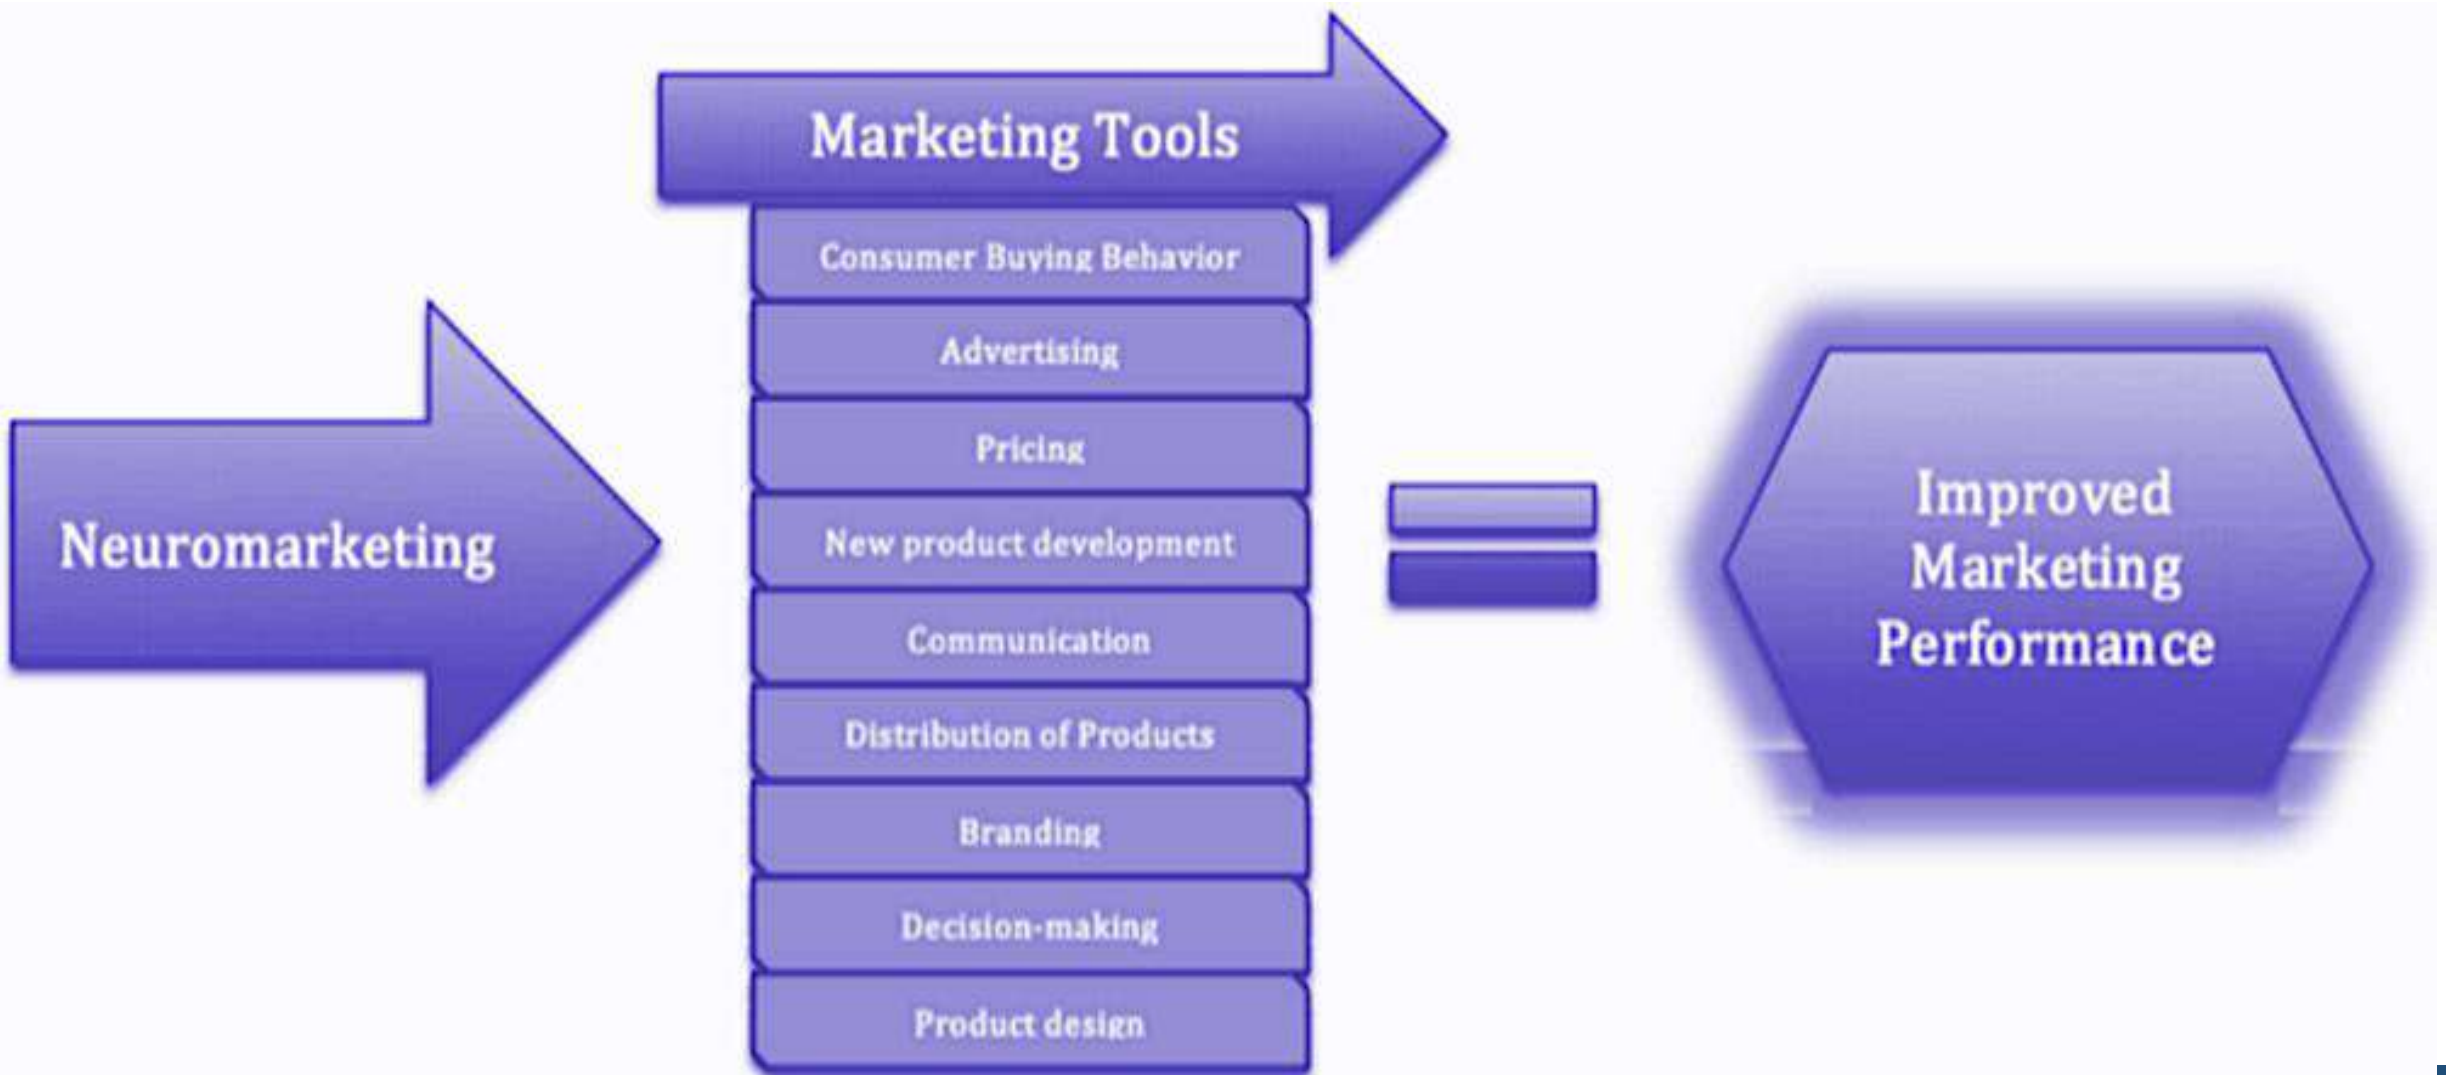 Marketing Tools
Consumer Buying Behavior
Advertising
Pricing
New product development
Communication
Distribution of Products
Branding
Decision-making
Product design
Neuromarketing
Improved
Marketing
Performance